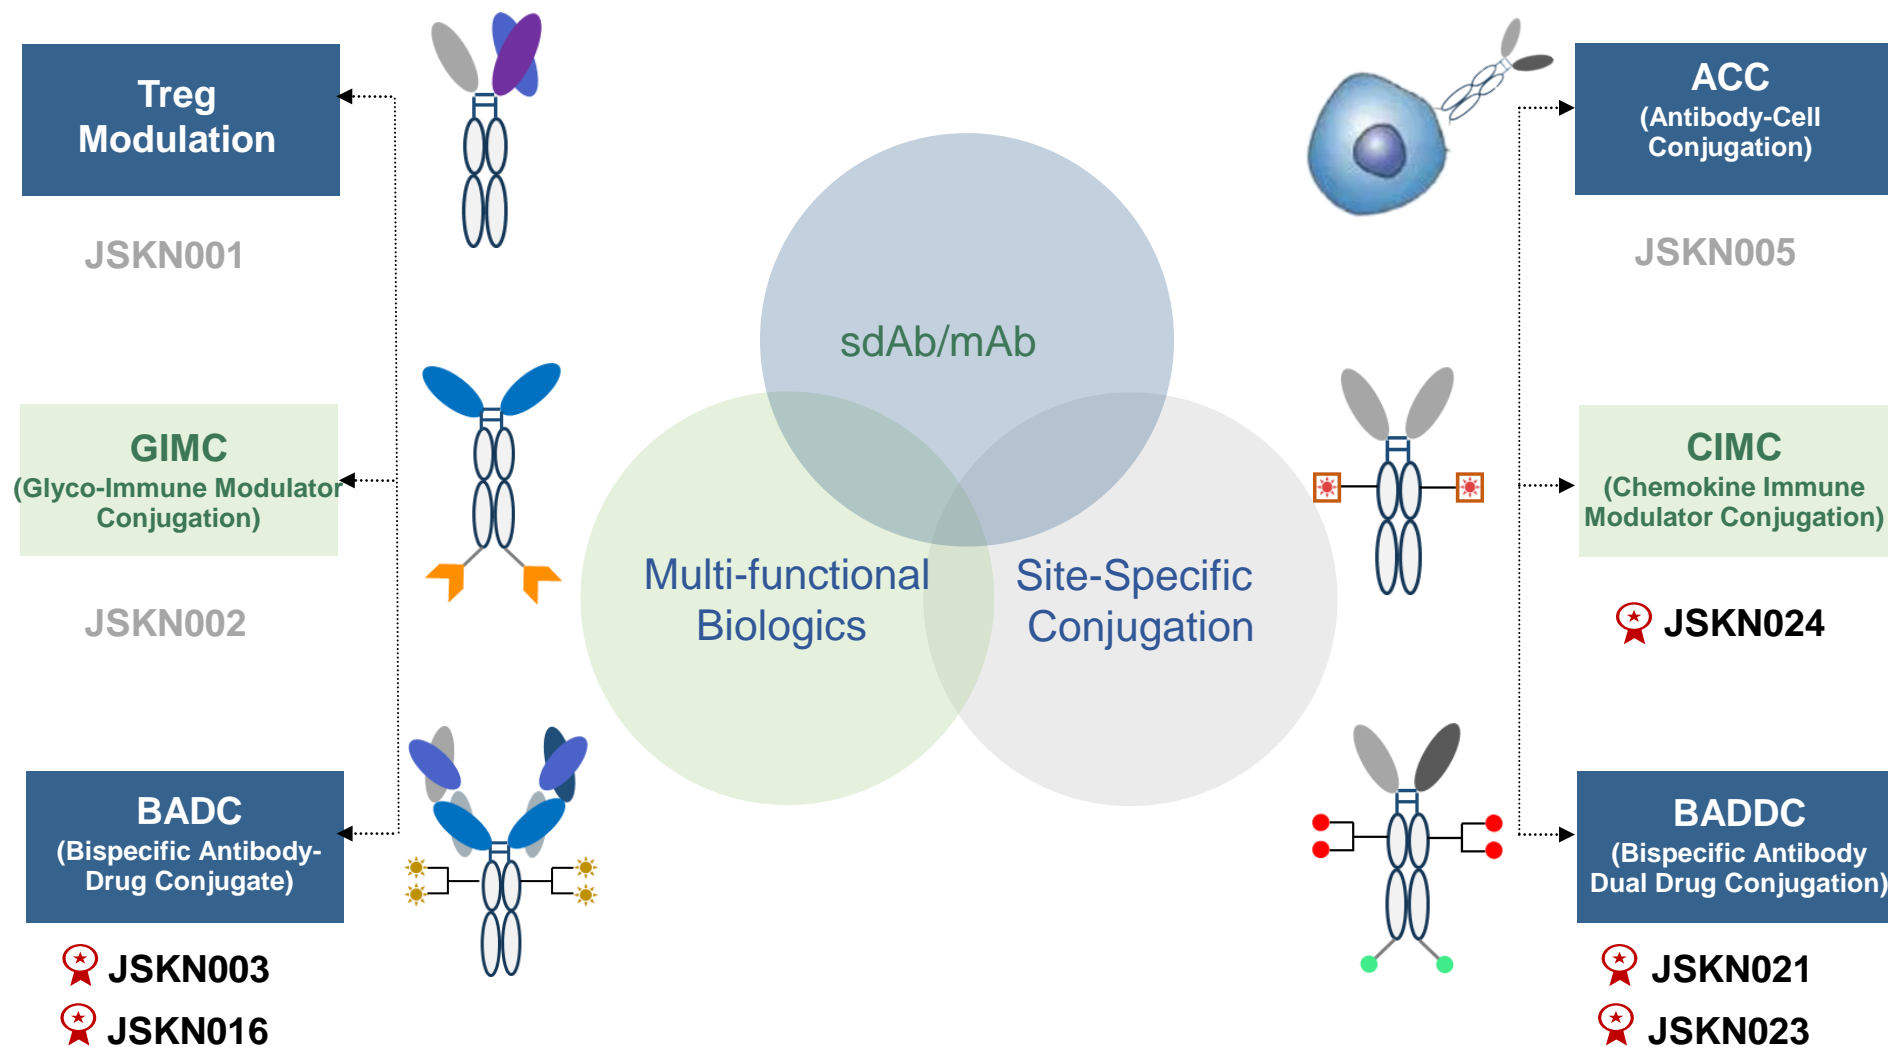 Treg
Modulation
JSKN001
GIMC
(Glyco-Immune Modulator
Conjugation)
JSKN002
BADC
(Bispecific Antibody-
Drug Conjugate)
JSKN003
JSKN016
sdAb/mAb
Multi-functional
Biologics
Site-Specific
Conjugation
ACC
(Antibody-Cell
Conjugation)
JSKN005
CIMC
(Chemokine Immune
Modulator Conjugation)
JSKN024
BADDC
(Bispecific Antibody
Dual Drug Conjugation)
JSKN021
JSKN023